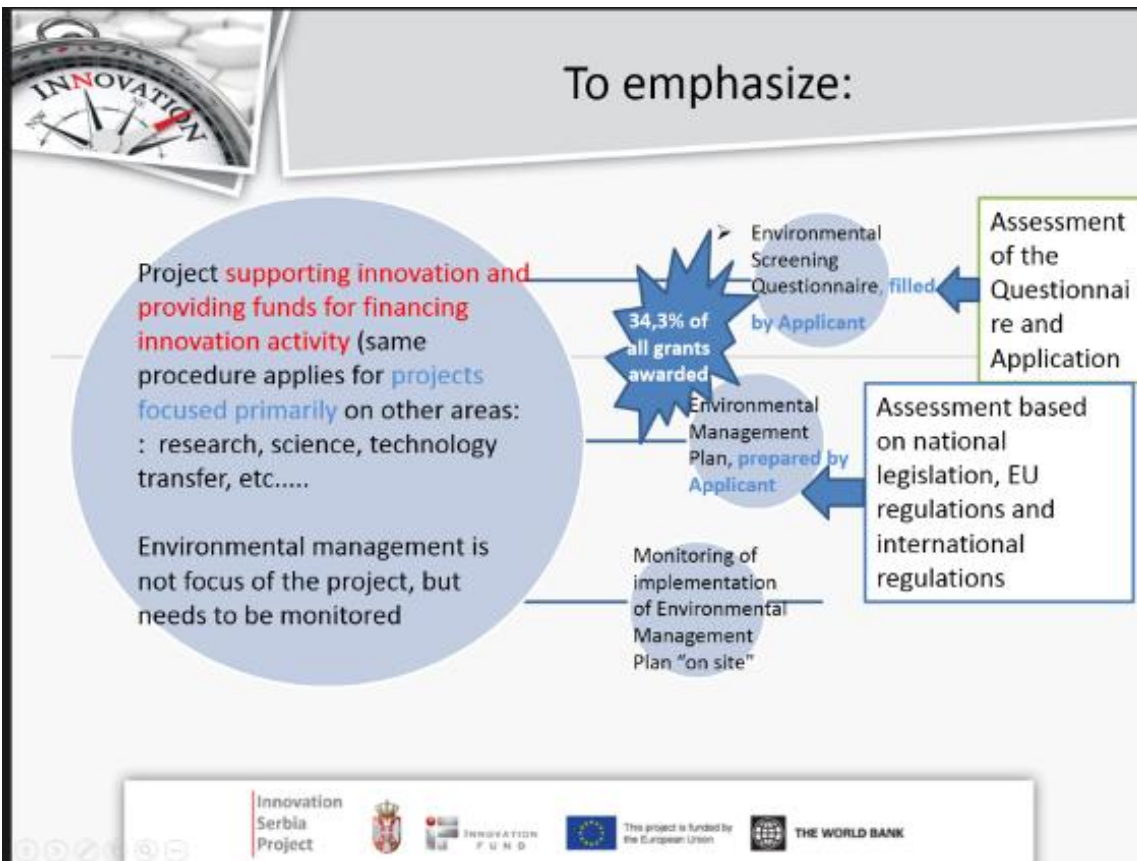 INNOVATION
To emphasize:
Project supporting innovation and
providing funds for financing
innovation activity (same
procedure applies for projects
focused primarily on other areas:
: research, science, technology
transfer, etc.....
Environmental management is
not focus of the project, but
needs to be monitored
34,3% of
all grants
awarded
➢ Environmental
Screening
Questionnaire, filled
by Applicant
Assessment
of the
Questionnai
re and
Application
Environmental
Management
Plan, prepared by
Applicant
Assessment based
on national
legislation, EU
regulations and
international
regulations
Monitoring of
implementation
of Environmental
Management
Plan "on site"
Innovation
Serbia
Project
INNOVATION
FUND
This project is funded by
the European Union
THE WORLD BANK